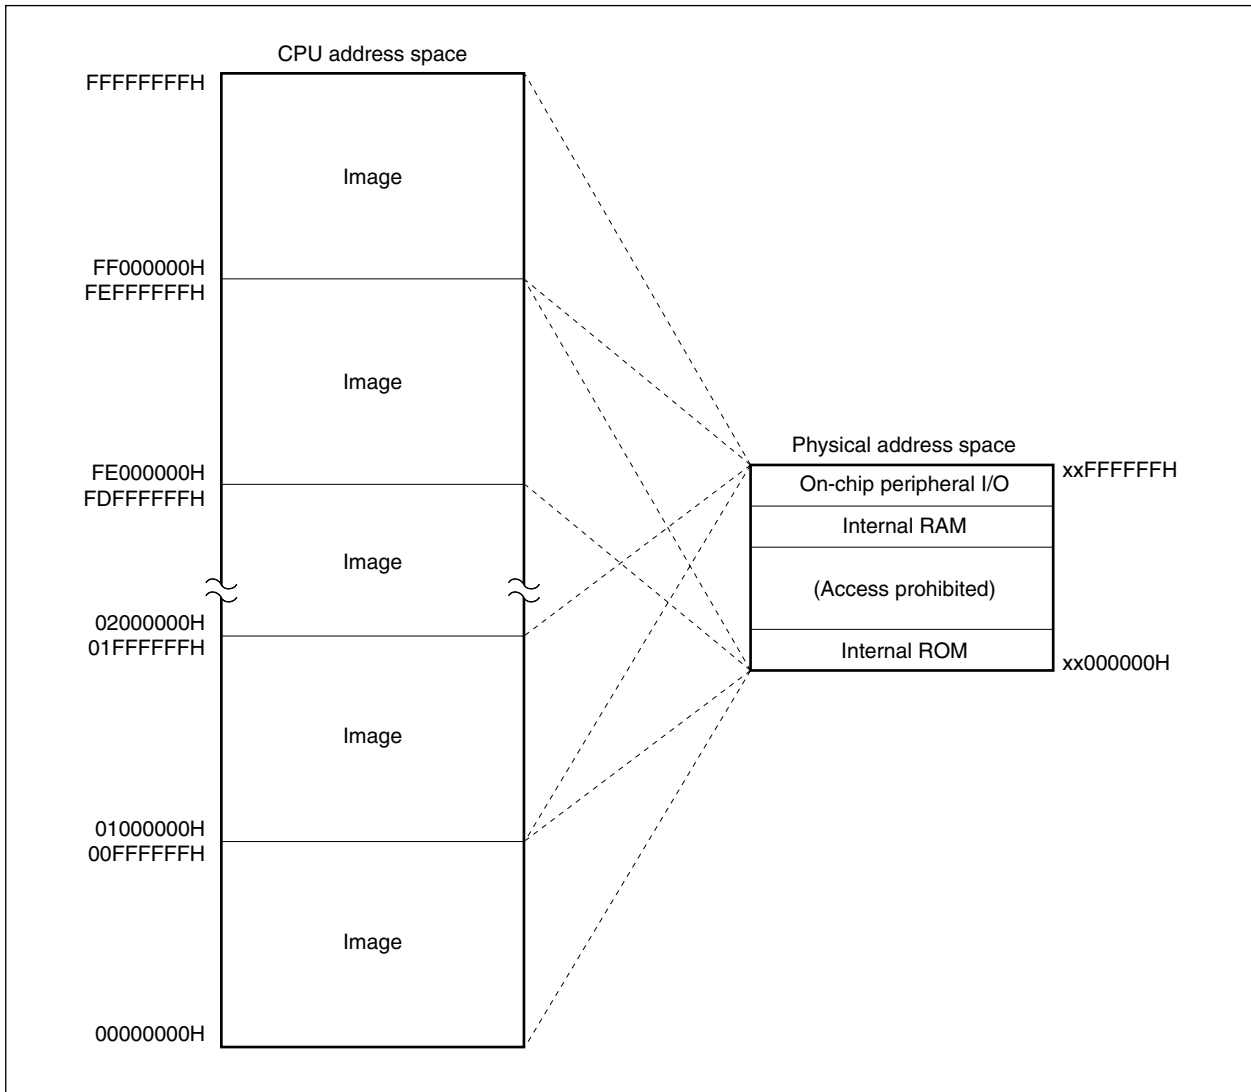 CPU address space
FFFFFFFFH
Image
FF000000H
FEFFFFFFH
Image
FE000000H
FDFFFFFFH
Image
02000000H
01FFFFFFH
Image
01000000H
00FFFFFFH
Image
00000000H
Physical address space
xxFFFFFFH
On-chip peripheral I/O
Internal RAM
(Access prohibited)
Internal ROM
xx000000H